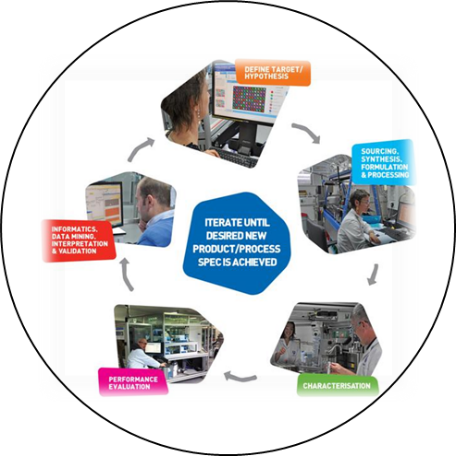 DEFINE TARGET/
HYPOTHESIS
SOURCING,
SYNTHESIS,
FORMULATION
& PROCESSING
CHARACTERISATION
PERFORMANCE
EVALUATION
INFORMATICS,
DATA MINING,
INTERPRETATION
& VALIDATION
ITERATE UNTIL
DESIRED NEW
PRODUCT/PROCESS
SPEC IS ACHIEVED